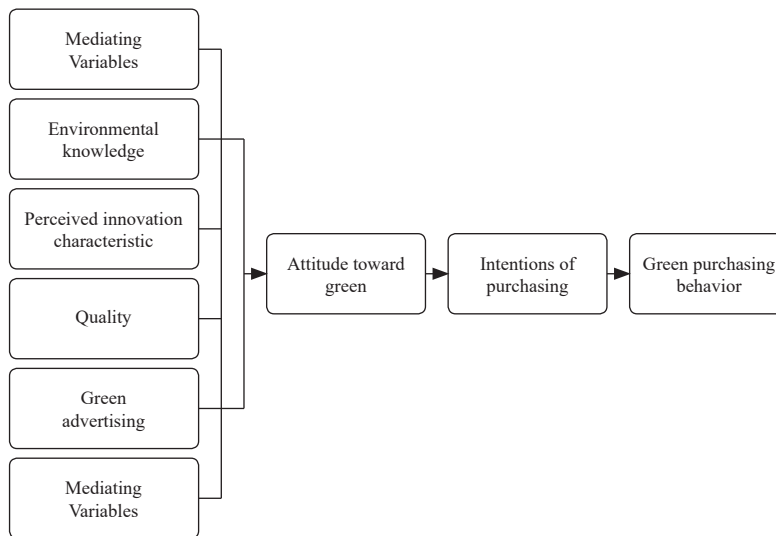 Mediating
Variables
Environmental
knowledge
Perceived innovation
characteristic
Quality
Green
advertising
Mediating
Variables
Attitude toward
green
Intentions of
purchasing
Green purchasing
behavior